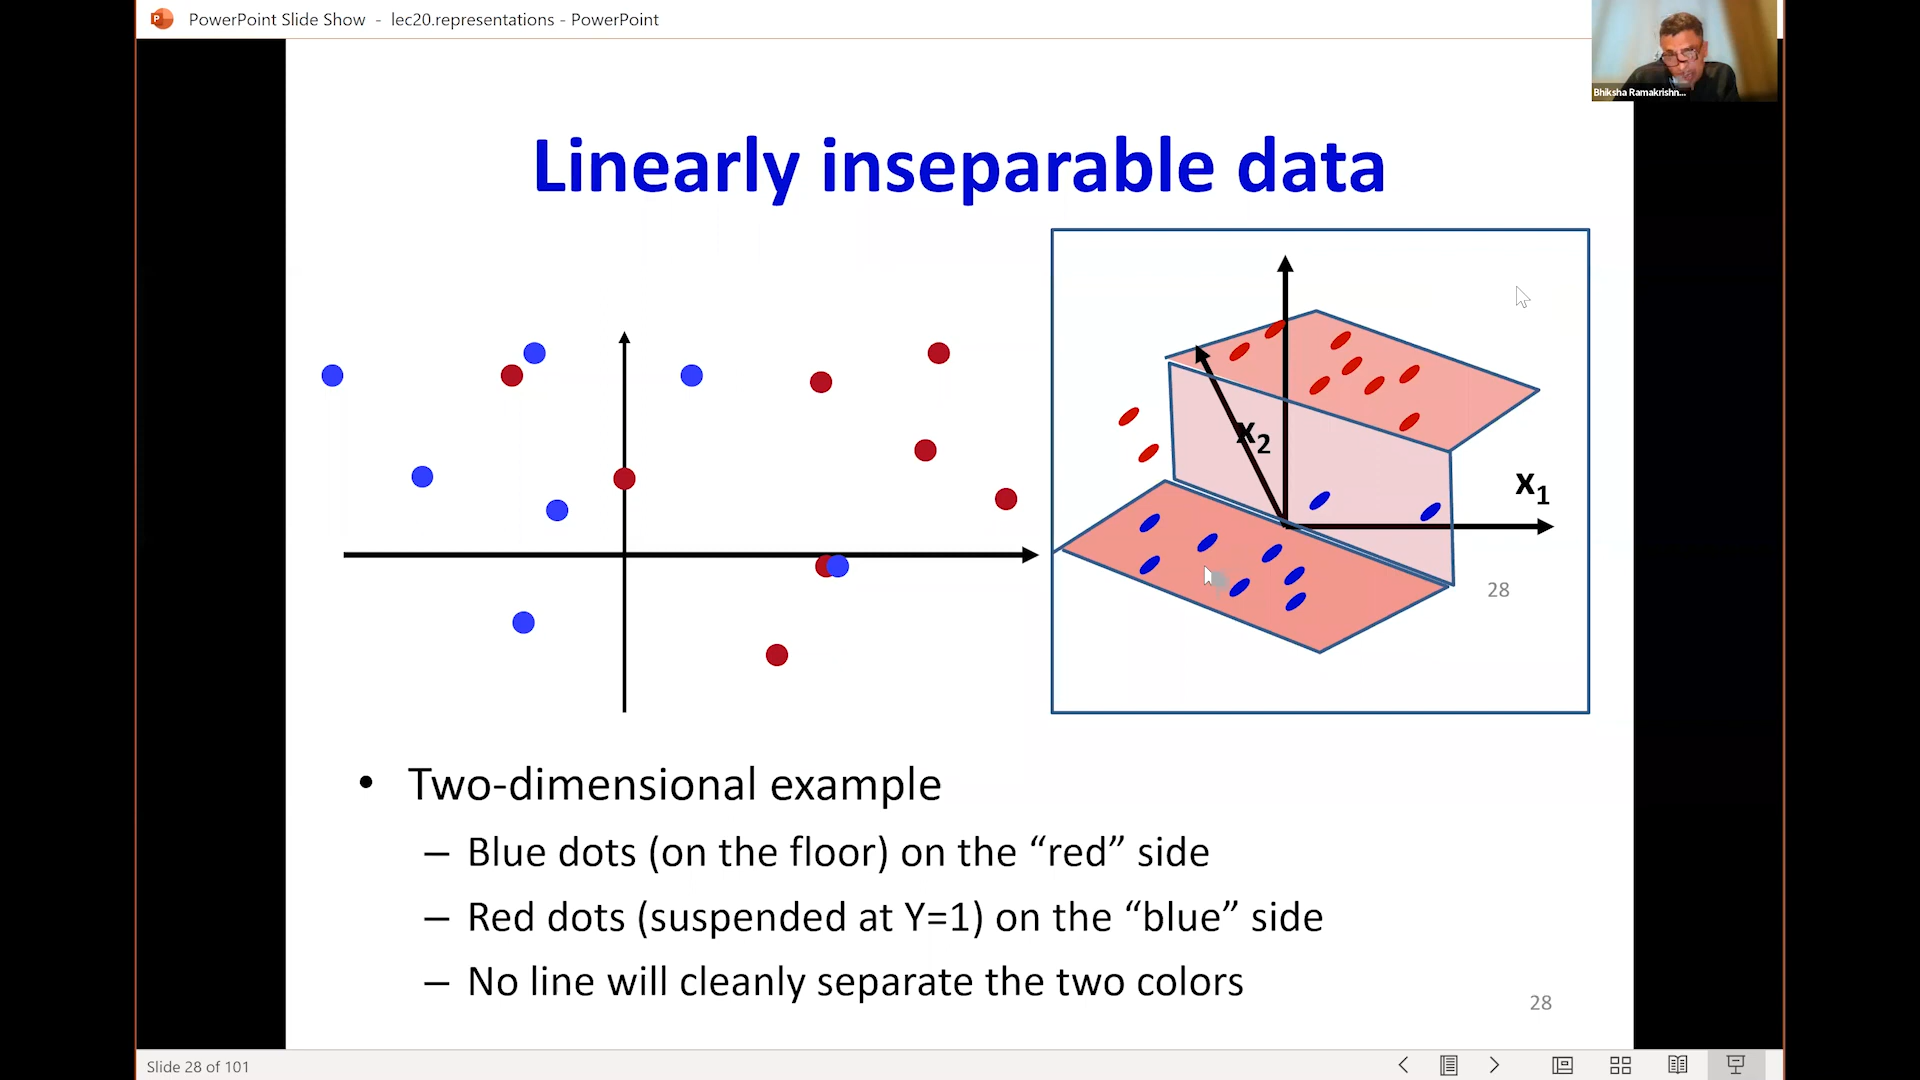 PowerPoint Slide Show - lec20.representations - PowerPoint
Bhiksha Ramakrishn...
Linearly inseparable data
x2
x1
28
• Two-dimensional example
– Blue dots (on the floor) on the “red” side
– Red dots (suspended at Y=1) on the “blue” side
– No line will cleanly separate the two colors
28
Slide 28 of 101